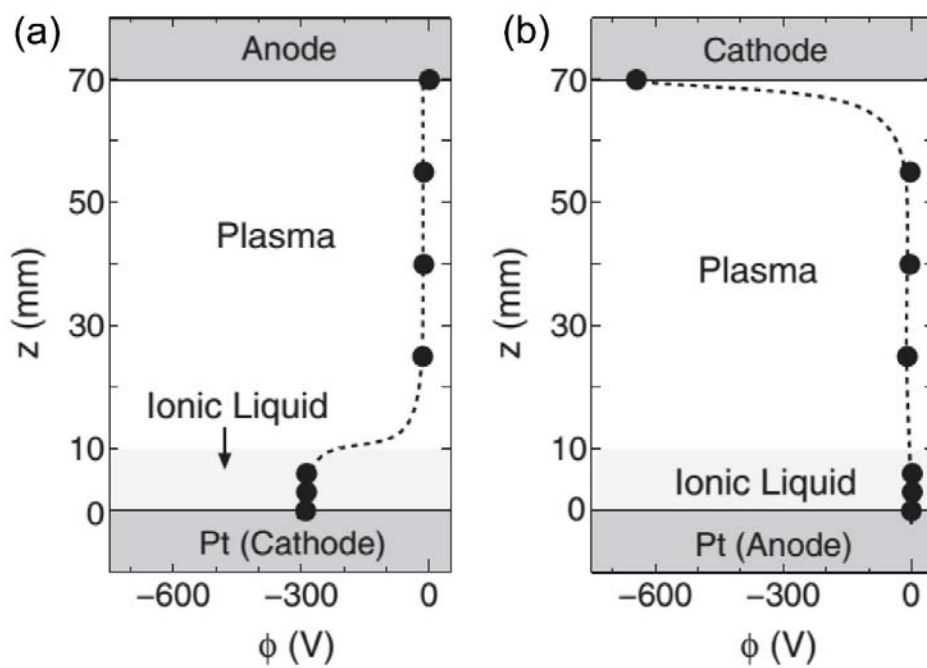 (a)
Anode
70
50
30
10
0
z (mm)
Plasma
Ionic Liquid
Pt (Cathode)
−600
−300
0
ϕ (V)
(b)
Cathode
70
50
30
10
0
z (mm)
Plasma
Ionic Liquid
Pt (Anode)
−600
−300
0
ϕ (V)